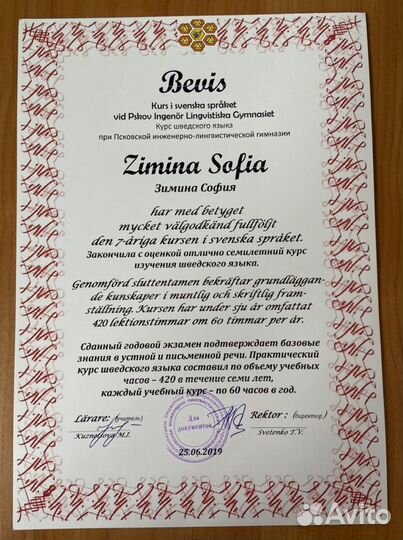 Bevis
Kurs i svenska språket
vid Pskov Ingenör Lingvistiska Gymnasiet
Курс шведского языка
при Псковской инженерно-лингвистической гимназии
Zimina Sofia
Зимина София
har med betyget
mycket välgodkänd fullföljt
den 7-åriga kursen i svenska språket.
Закончила с оценкой отлично семилетний курс
изучения шведского языка.
Genomförd sluttentamen bekräftar grundläggan-
de kunskaper i muntlig och skriftlig fram-
ställning. Kursen har under sju år omfattat
420 lektionstimmar om 60 timmar per år.
Сданный годовой экзамен подтверждает базовые
знания в устной и письменной речи. Практический
курс шведского языка составил по объему учебных
часов – 420 в течение семи лет,
каждый учебный курс – по 60 часов в год.
Lärare: (учитель) Rektor : (директор)
Для
документов
Kuznetsova M.I. Svetenko T.V.
25.06.2019
Avito